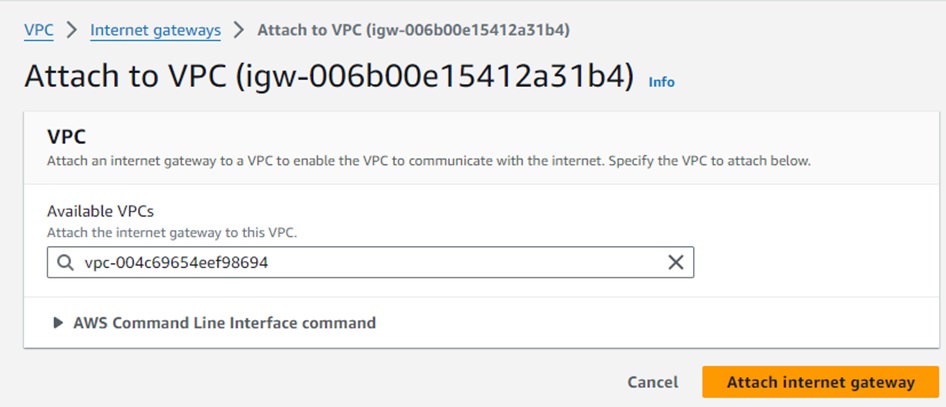 VPC > Internet gateways > Attach to VPC (igw-006b00e15412a31b4)
Attach to VPC (igw-006b00e15412a31b4) Info
VPC
Attach an internet gateway to a VPC to enable the VPC to communicate with the internet. Specify the VPC to attach below.
Available VPCs
Attach the internet gateway to this VPC.
vpc-004c69654eef98694
AWS Command Line Interface command
Cancel Attach internet gateway